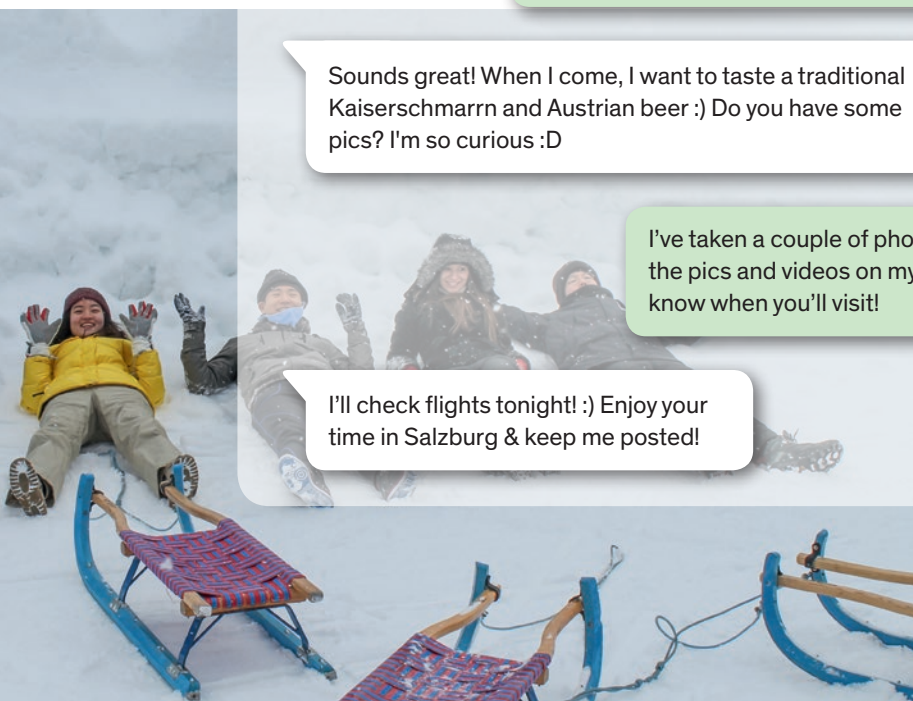 Sounds great! When I come, I want to taste a traditional
Kaiserschmarrn and Austrian beer :) Do you have some
pics? I'm so curious :D
I’ve taken a couple of
the pics and videos on
know when you’ll visit!
I’ll check flights tonight! :) Enjoy your
time in Salzburg & keep me posted!